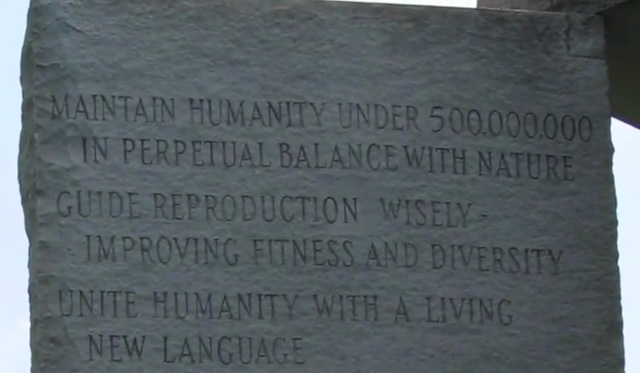 MAINTAIN HUMANITY UNDER 500.000.000
IN PERPETUAL BALANCE WITH NATURE
GUIDE REPRODUCTION WISELY -
IMPROVING FITNESS AND DIVERSITY
UNITE HUMANITY WITH A LIVING
NEW LANGUAGE